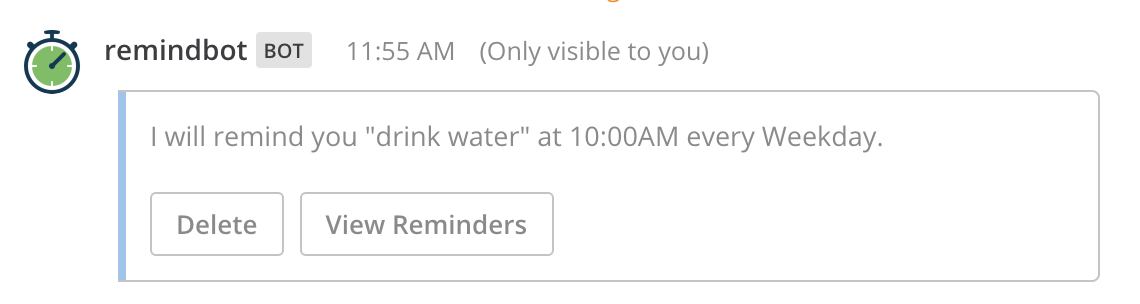 remindbot BOT 11:55 AM (Only visible to you)
I will remind you "drink water" at 10:00AM every Weekday.
Delete View Reminders